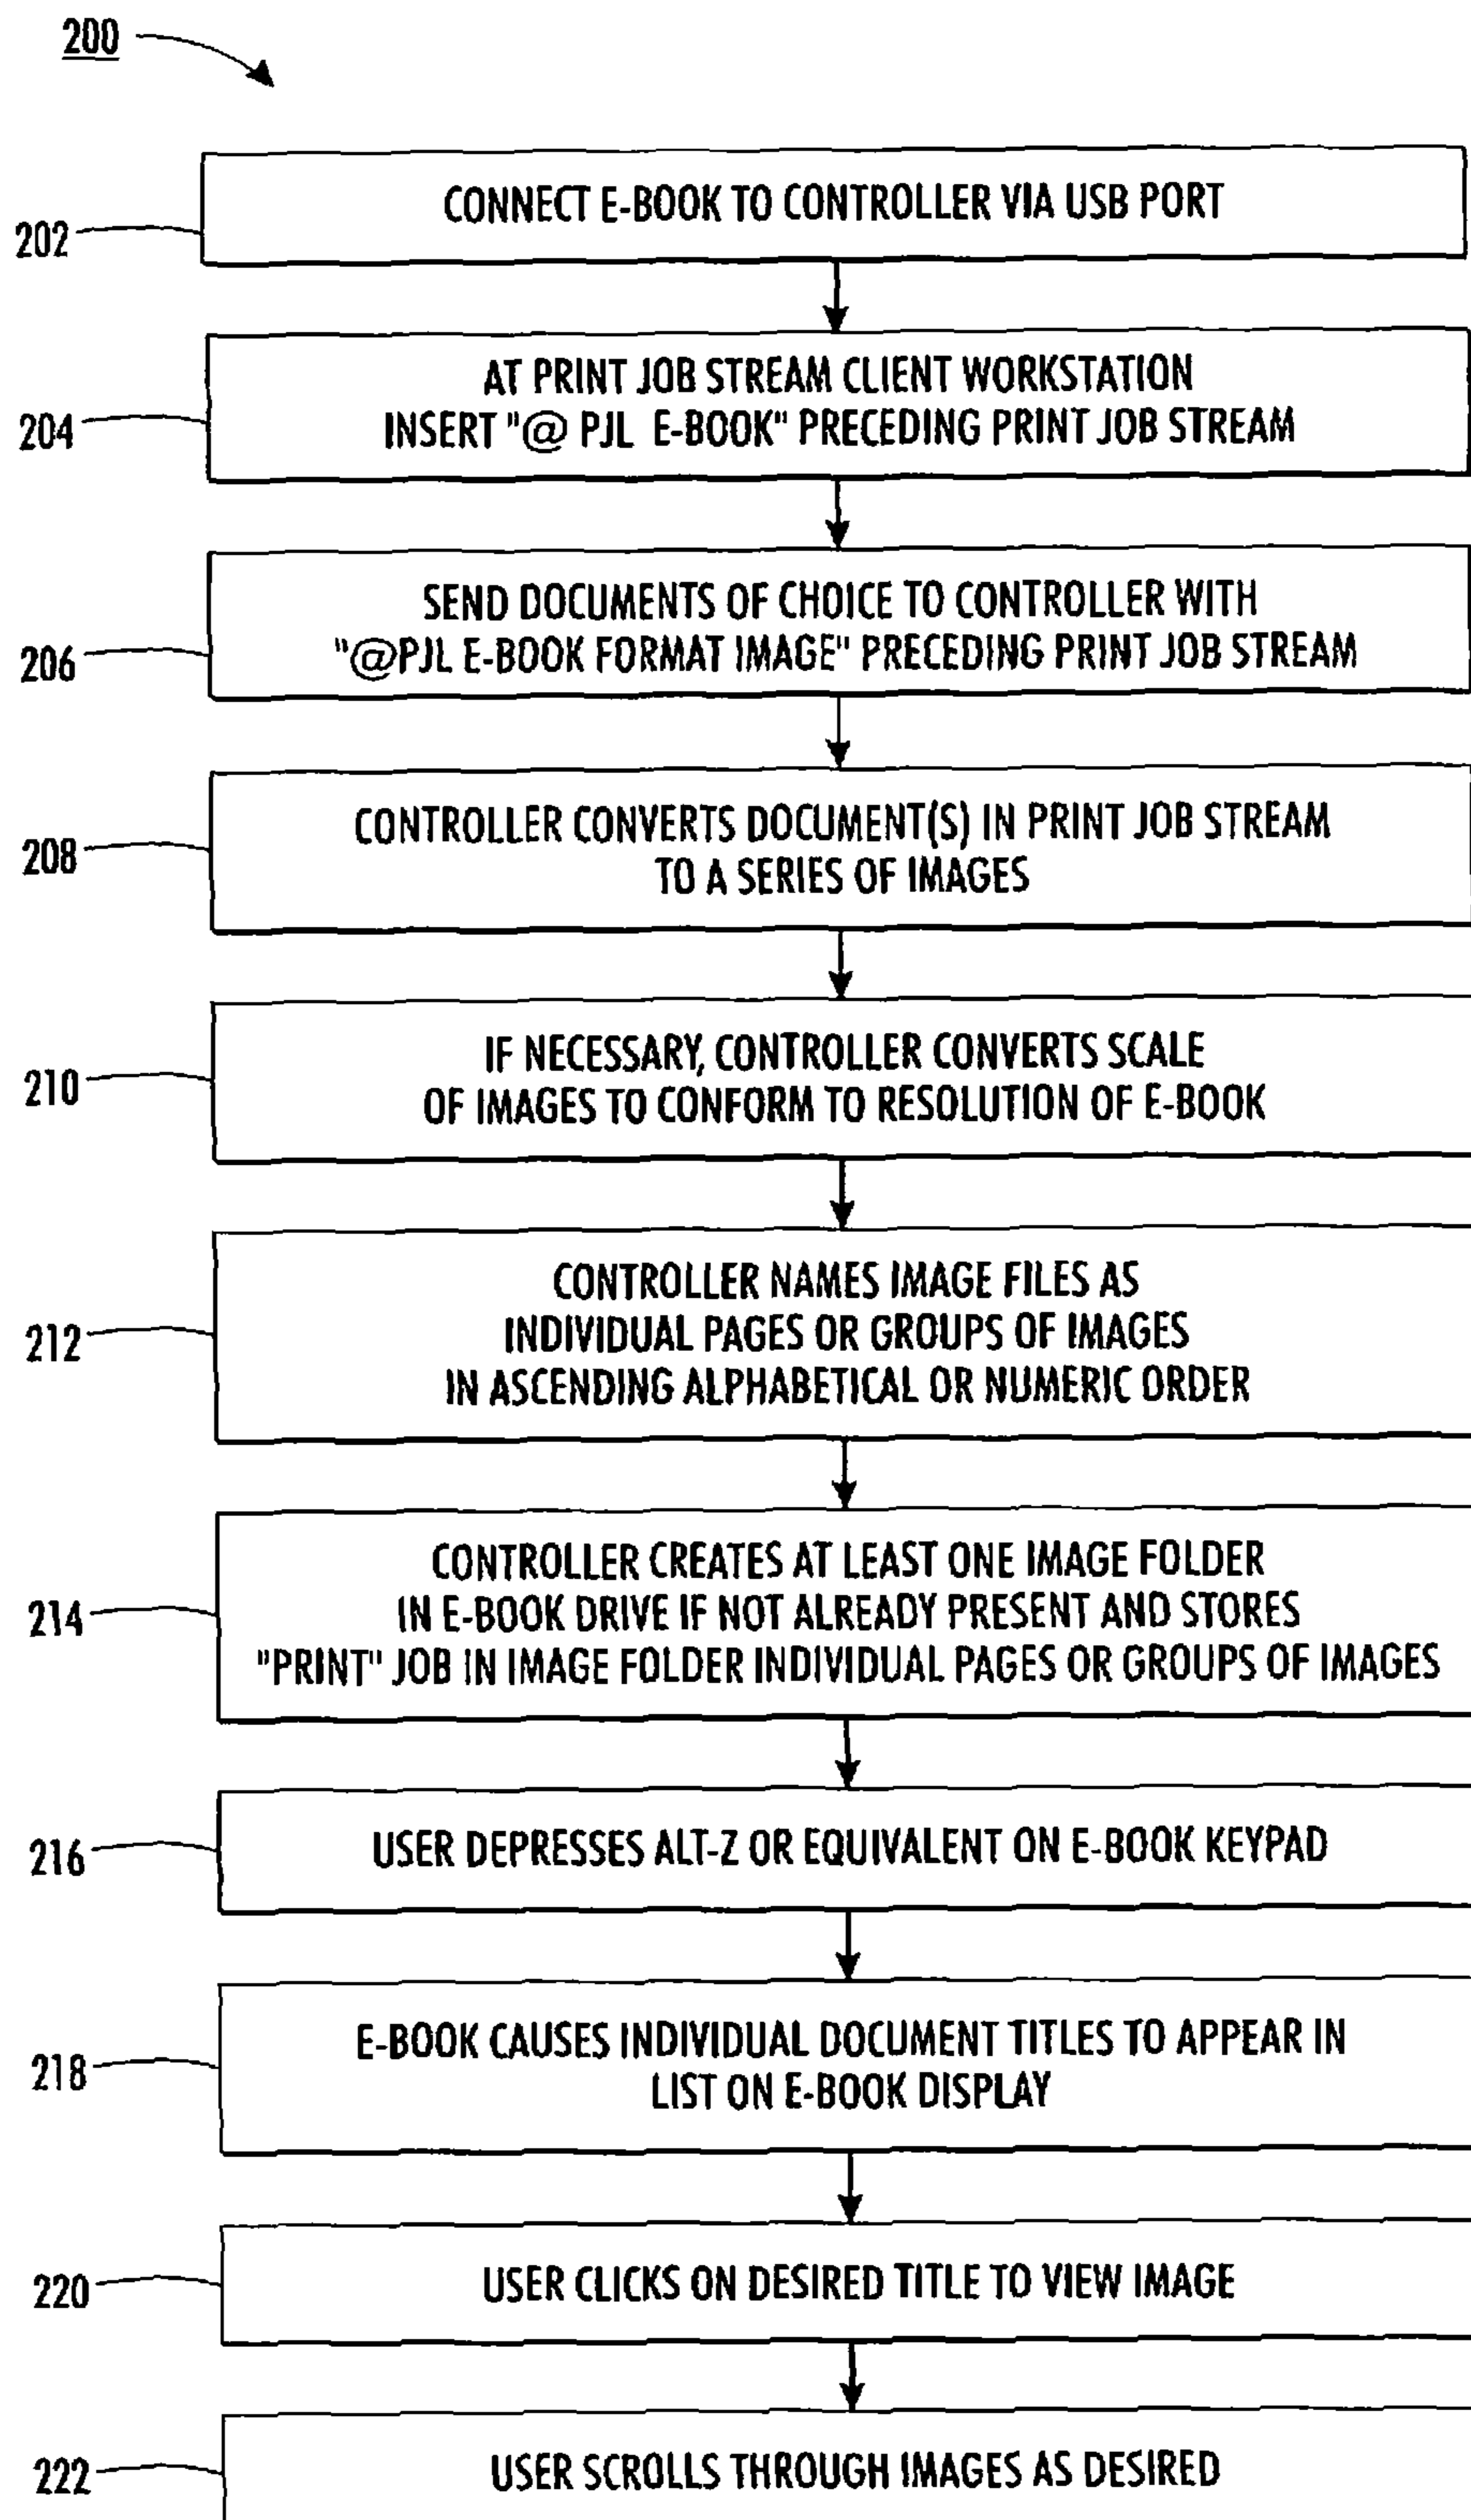 200
CONNECT E-BOOK TO CONTROLLER VIA USB PORT
202
AT PRINT JOB STREAM CLIENT WORKSTATION
INSERT "@ PJL E-BOOK" PRECEDING PRINT JOB STREAM
204
SEND DOCUMENTS OF CHOICE TO CONTROLLER WITH
"@PJL E-BOOK FORMAT IMAGE" PRECEDING PRINT JOB STREAM
206
CONTROLLER CONVERTS DOCUMENT(S) IN PRINT JOB STREAM
TO A SERIES OF IMAGES
208
IF NECESSARY, CONTROLLER CONVERTS SCALE
OF IMAGES TO CONFORM TO RESOLUTION OF E-BOOK
210
CONTROLLER NAMES IMAGE FILES AS
INDIVIDUAL PAGES OR GROUPS OF IMAGES
IN ASCENDING ALPHABETICAL OR NUMERIC ORDER
212
CONTROLLER CREATES AT LEAST ONE IMAGE FOLDER
IN E-BOOK DRIVE IF NOT ALREADY PRESENT AND STORES
"PRINT" JOB IN IMAGE FOLDER INDIVIDUAL PAGES OR GROUPS OF IMAGES
214
USER DEPRESSES ALT-Z OR EQUIVALENT ON E-BOOK KEYPAD
216
E-BOOK CAUSES INDIVIDUAL DOCUMENT TITLES TO APPEAR IN
LIST ON E-BOOK DISPLAY
218
USER CLICKS ON DESIRED TITLE TO VIEW IMAGE
220
USER SCROLLS THROUGH IMAGES AS DESIRED
222